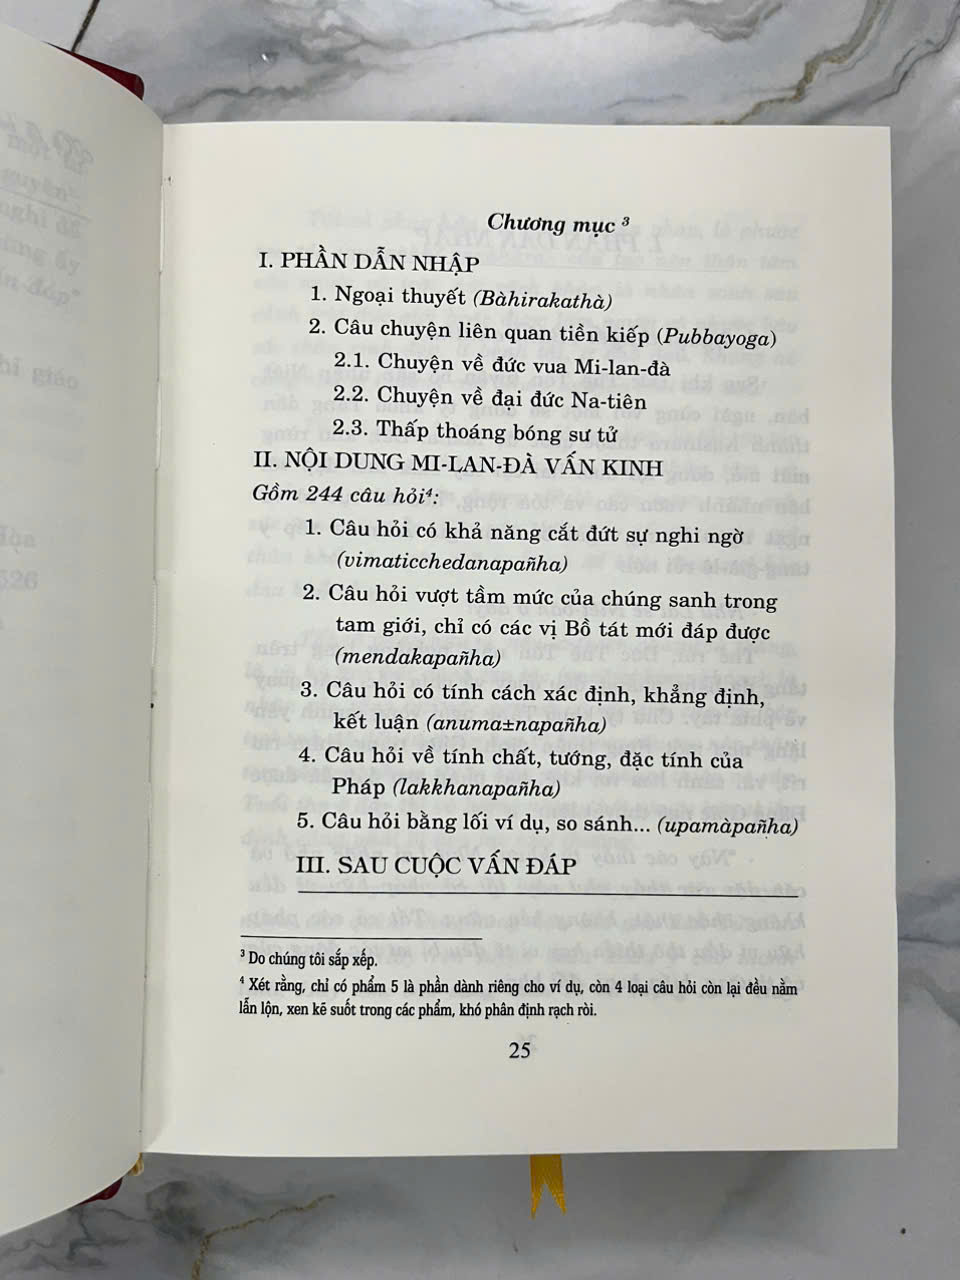 Chương mục ³
I. PHẦN DẪN NHẬP
1. Ngoại thuyết (Bàhirakathà)
2. Câu chuyện liên quan tiền kiếp (Pubbayoga)
2.1. Chuyện về đức vua Mi-lan-đà
2.2. Chuyện về đại đức Na-tiên
2.3. Thấp thoáng bóng sư tử
II. NỘI DUNG MI-LAN-ĐÀ VẤN KINH
Gồm 244 câu hỏi⁴:
1. Câu hỏi có khả năng cắt đứt sự nghi ngờ
(vimaticchedanapañha)
2. Câu hỏi vượt tầm mức của chúng sanh trong
tam giới, chỉ có các vị Bồ tát mới đáp được
(mendakapañha)
3. Câu hỏi có tính cách xác định, khẳng định,
kết luận (anuma±napañha)
4. Câu hỏi về tính chất, tướng, đặc tính của
Pháp (lakkhanapañha)
5. Câu hỏi bằng lối ví dụ, so sánh... (upamàpañha)
III. SAU CUỘC VẤN ĐÁP
³ Do chúng tôi sắp xếp.
⁴ Xét rằng, chỉ có phẩm 5 là phần dành riêng cho ví dụ, còn 4 loại câu hỏi còn lại đều nằm
lẫn lộn, xen kẽ suốt trong các phẩm, khó phân định rạch ròi.
25
guyên
nghi đề
ừng ấy
n đáp"
hỉ giáo
526